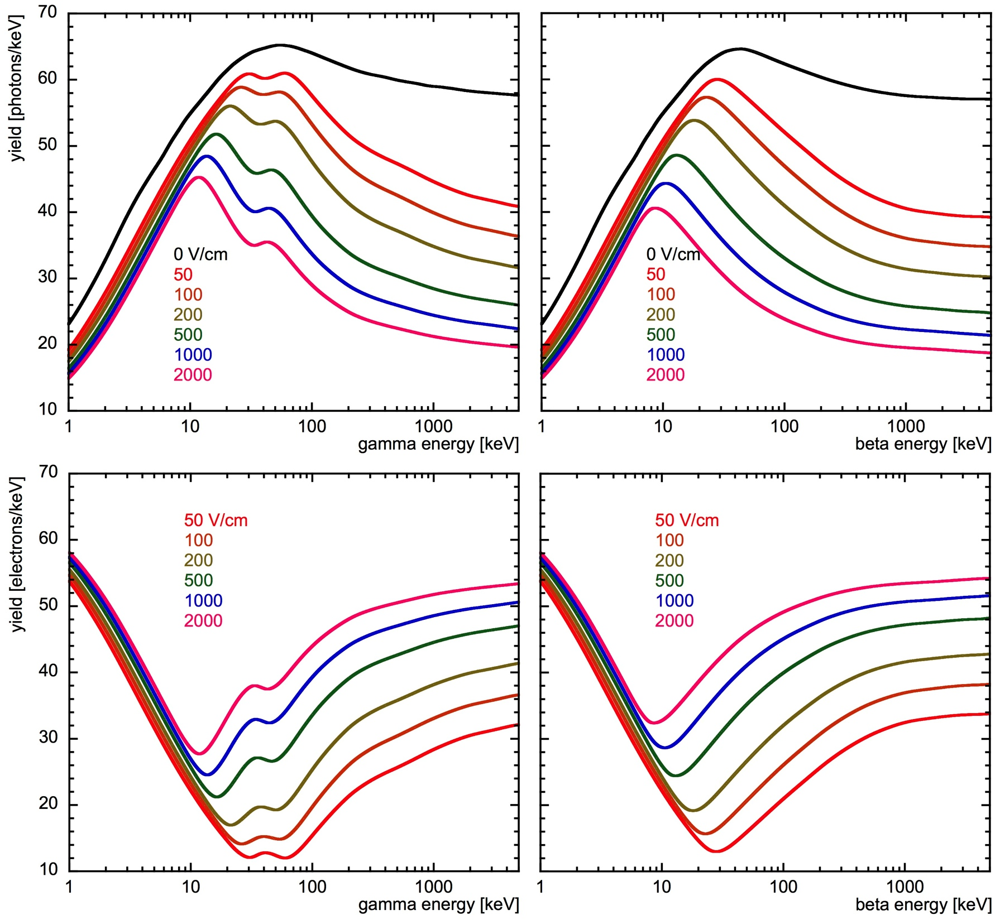 yield [photons/keV]
70
60
50
40
30
20
10
0 V/cm
50
100
200
500
1000
2000
1 10 100 1000
gamma energy [keV]
0 V/cm
50
100
200
500
1000
2000
1 10 100 1000
beta energy [keV]
yield [electrons/keV]
70
60
50
40
30
20
10
50 V/cm
100
200
500
1000
2000
1 10 100 1000
gamma energy [keV]
50 V/cm
100
200
500
1000
2000
1 10 100 1000
beta energy [keV]